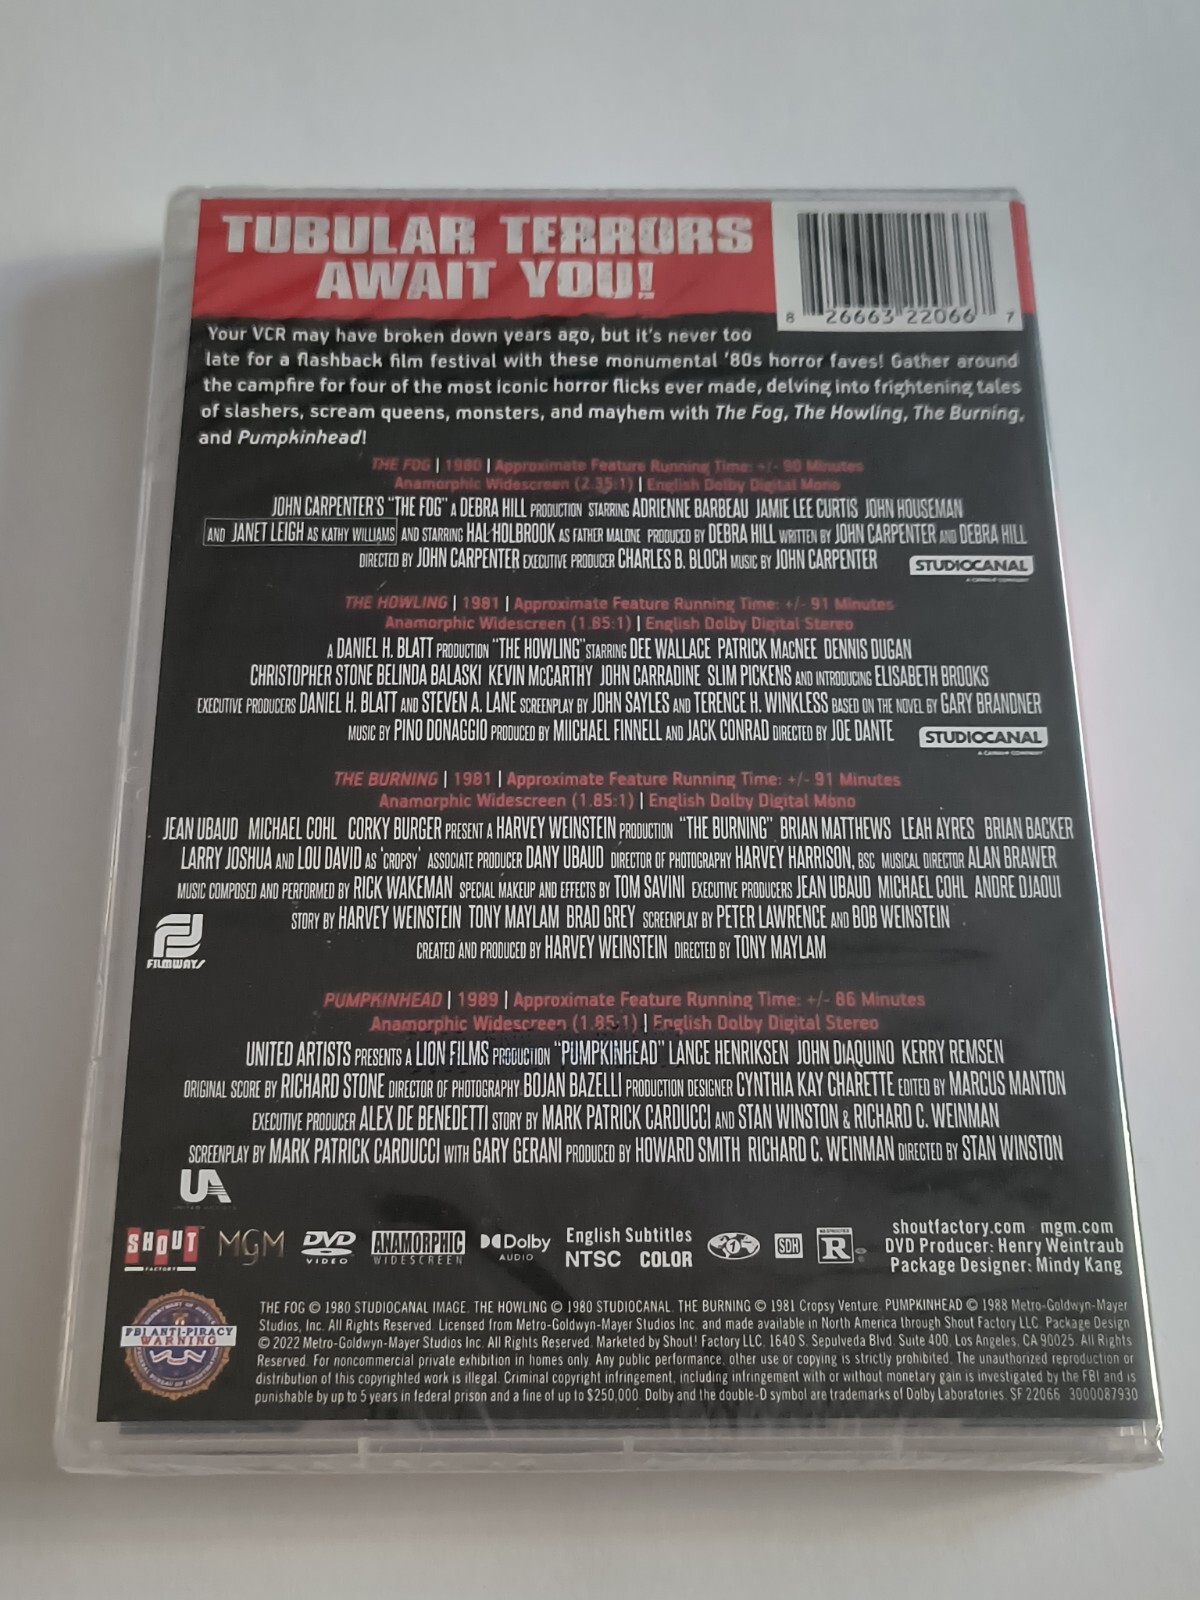 TUBULAR TERRORS
AWAIT YOU!
8 26663 22066 7
Your VCR may have broken down years ago, but it's never too
late for a flashback film festival with these monumental '80s horror faves! Gather around
the campfire for four of the most iconic horror flicks ever made, delving into frightening tales
of slashers, scream queens, monsters, and mayhem with The Fog, The Howling, The Burning,
and Pumpkinhead!
THE FOG | 1980 | Approximate Feature Running Time: +/- 90 Minutes
Anamorphic Widescreen (2.35:1) | English Dolby Digital Mono
JOHN CARPENTER'S "THE FOG" A DEBRA HILL PRODUCTION STARRING ADRIENNE BARBEAU JAMIE LEE CURTIS JOHN HOUSEMAN
AND JANET LEIGH AS KATHY WILLIAMS AND STARRING HAL HOLBROOK AS FATHER MALONE PRODUCED BY DEBRA HILL WRITTEN BY JOHN CARPENTER AND DEBRA HILL
DIRECTED BY JOHN CARPENTER EXECUTIVE PRODUCER CHARLES B. BLOCH MUSIC BY JOHN CARPENTER
STUDIOCANAL
A CANAL+ COMPANY
THE HOWLING | 1981 | Approximate Feature Running Time: +/- 91 Minutes
Anamorphic Widescreen (1.85:1) | English Dolby Digital Stereo
A DANIEL H. BLATT PRODUCTION "THE HOWLING" STARRING DEE WALLACE PATRICK MACNEE DENNIS DUGAN
CHRISTOPHER STONE BELINDA BALASKI KEVIN McCARTHY JOHN CARRADINE SLIM PICKENS AND INTRODUCING ELISABETH BROOKS
EXECUTIVE PRODUCERS DANIEL H. BLATT AND STEVEN A. LANE SCREENPLAY BY JOHN SAYLES AND TERENCE H. WINKLESS BASED ON THE NOVEL BY GARY BRANDNER
MUSIC BY PINO DONAGGIO PRODUCED BY MIICHAEL FINNELL AND JACK CONRAD DIRECTED BY JOE DANTE
STUDIOCANAL
A CANAL+ COMPANY
THE BURNING | 1981 | Approximate Feature Running Time: +/- 91 Minutes
Anamorphic Widescreen (1.85:1) | English Dolby Digital Mono
JEAN UBAUD MICHAEL COHL CORKY BURGER PRESENT A HARVEY WEINSTEIN PRODUCTION "THE BURNING" BRIAN MATTHEWS LEAH AYRES BRIAN BACKER
LARRY JOSHUA AND LOU DAVID AS 'CROPSY' ASSOCIATE PRODUCER DANY UBAUD DIRECTOR OF PHOTOGRAPHY HARVEY HARRISON, BSC MUSICAL DIRECTOR ALAN BRAWER
MUSIC COMPOSED AND PERFORMED BY RICK WAKEMAN SPECIAL MAKEUP AND EFFECTS BY TOM SAVINI EXECUTIVE PRODUCERS JEAN UBAUD MICHAEL COHL ANDRE DJAOUI
STORY BY HARVEY WEINSTEIN TONY MAYLAM BRAD GREY SCREENPLAY BY PETER LAWRENCE AND BOB WEINSTEIN
CREATED AND PRODUCED BY HARVEY WEINSTEIN DIRECTED BY TONY MAYLAM
FILMWAYS
PUMPKINHEAD | 1989 | Approximate Feature Running Time: +/- 86 Minutes
Anamorphic Widescreen (1.85:1) | English Dolby Digital Stereo
UNITED ARTISTS PRESENTS A LION FILMS PRODUCTION "PUMPKINHEAD" LANCE HENRIKSEN JOHN DiAQUINO KERRY REMSEN
ORIGINAL SCORE BY RICHARD STONE DIRECTOR OF PHOTOGRAPHY BOJAN BAZELLI PRODUCTION DESIGNER CYNTHIA KAY CHARETTE EDITED BY MARCUS MANTON
EXECUTIVE PRODUCER ALEX DE BENEDETTI STORY BY MARK PATRICK CARDUCCI AND STAN WINSTON & RICHARD C. WEINMAN
SCREENPLAY BY MARK PATRICK CARDUCCI WITH GARY GERANI PRODUCED BY HOWARD SMITH RICHARD C. WEINMAN DIRECTED BY STAN WINSTON
UA
UNITED ARTISTS
SHOUT FACTORY
MGM
DVD VIDEO
ANAMORPHIC WIDESCREEN
Dolby AUDIO
English Subtitles
NTSC COLOR
1
SDH
R
shoutfactory.com mgm.com
DVD Producer: Henry Weintraub
Package Designer: Mindy Kang
FBI ANTI-PIRACY
WARNING
THE FOG © 1980 STUDIOCANAL IMAGE. THE HOWLING © 1980 STUDIOCANAL. THE BURNING © 1981 Cropsy Venture. PUMPKINHEAD © 1988 Metro-Goldwyn-Mayer
Studios, Inc. All Rights Reserved. Licensed from Metro-Goldwyn-Mayer Studios Inc. and made available in North America through Shout Factory LLC. Package Design
© 2022 Metro-Goldwyn-Mayer Studios Inc. All Rights Reserved. Marketed by Shout! Factory LLC, 1640 S. Sepulveda Blvd. Suite 400, Los Angeles, CA 90025. All Rights
Reserved. For noncommercial private exhibition in homes only. Any public performance, other use or copying is strictly prohibited. The unauthorized reproduction or
distribution of this copyrighted work is illegal. Criminal copyright infringement, including infringement with or without monetary gain is investigated by the FBI and is
punishable by up to 5 years in federal prison and a fine of up to $250,000. Dolby and the double-D symbol are trademarks of Dolby Laboratories. SF 22066 3000087930